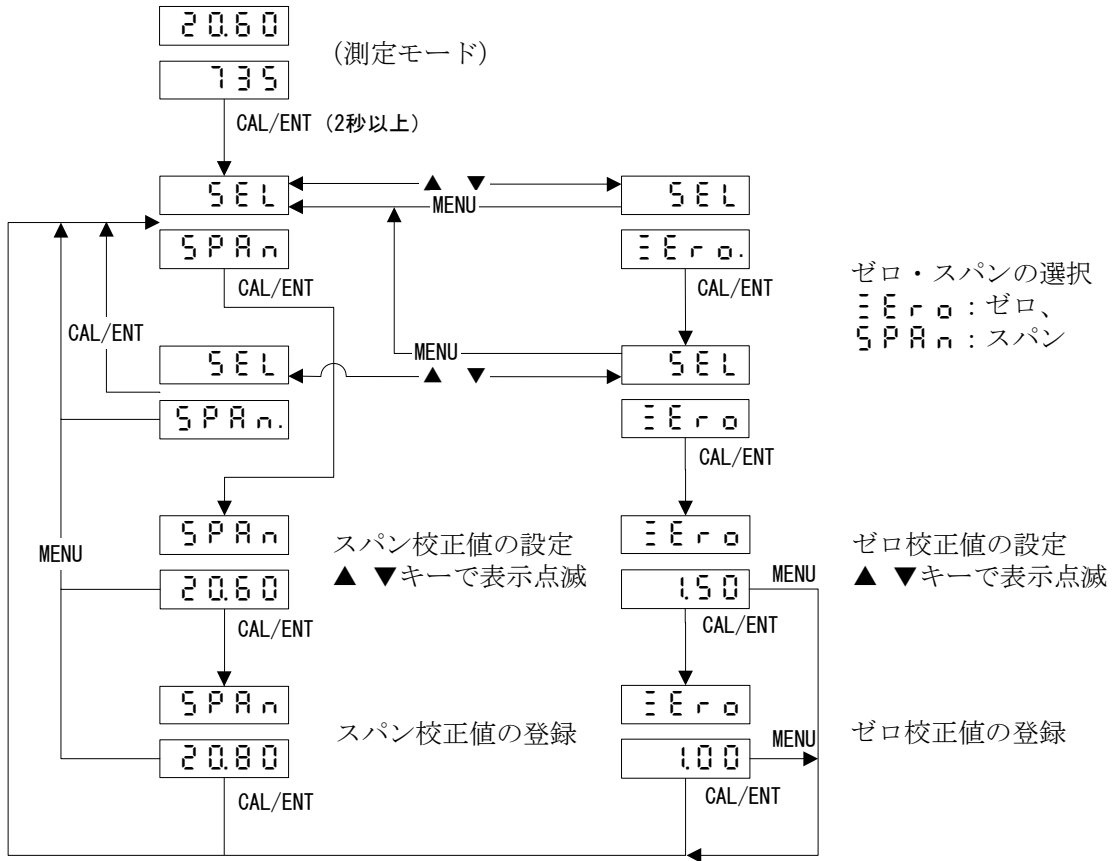 20.60
(測定モード)
735
CAL/ENT (2秒以上)
SEL
▲ ▼
SEL
MENU
SPAn
ZEro.
CAL/ENT
CAL/ENT
ゼロ・スパンの選択
ZEro:ゼロ、
SPAn:スパン
CAL/ENT
MENU
SEL
▲ ▼
SEL
SPAn.
ZEro
CAL/ENT
SPAn
スパン校正値の設定
ZEro
ゼロ校正値の設定
MENU
▲ ▼キーで表示点滅
MENU
▲ ▼キーで表示点滅
20.60
1.50
CAL/ENT
CAL/ENT
SPAn
ZEro
スパン校正値の登録
ゼロ校正値の登録
MENU
20.80
1.00
CAL/ENT
CAL/ENT